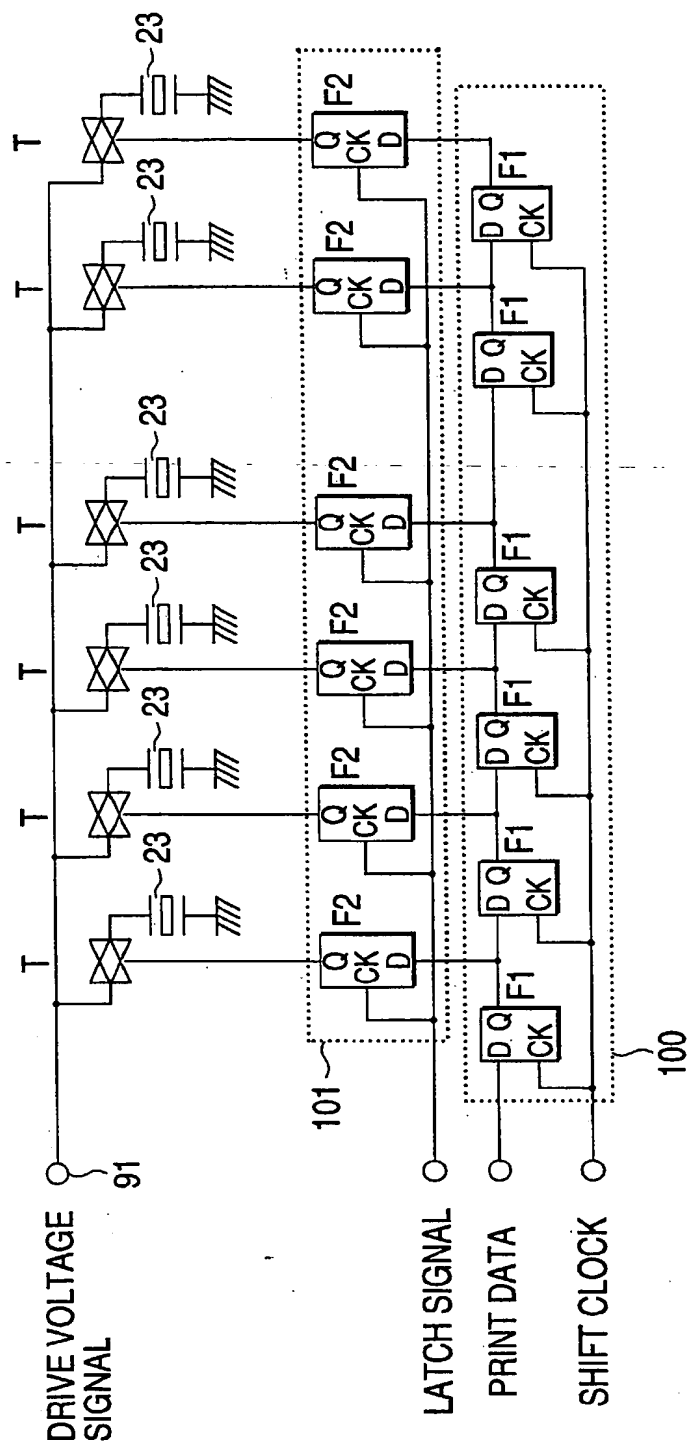 T T T T T T
23 23 23 23 23 23
DRIVE VOLTAGE
SIGNAL
91
F2 F2 F2 F2 F2 F2
Q Q Q Q Q Q
CK CK CK CK CK CK
D D D D D D
101
LATCH SIGNAL
F1 F1 F1 F1 F1 F1
D Q D Q D Q D Q D Q D Q
CK CK CK CK CK CK
PRINT DATA
SHIFT CLOCK
100